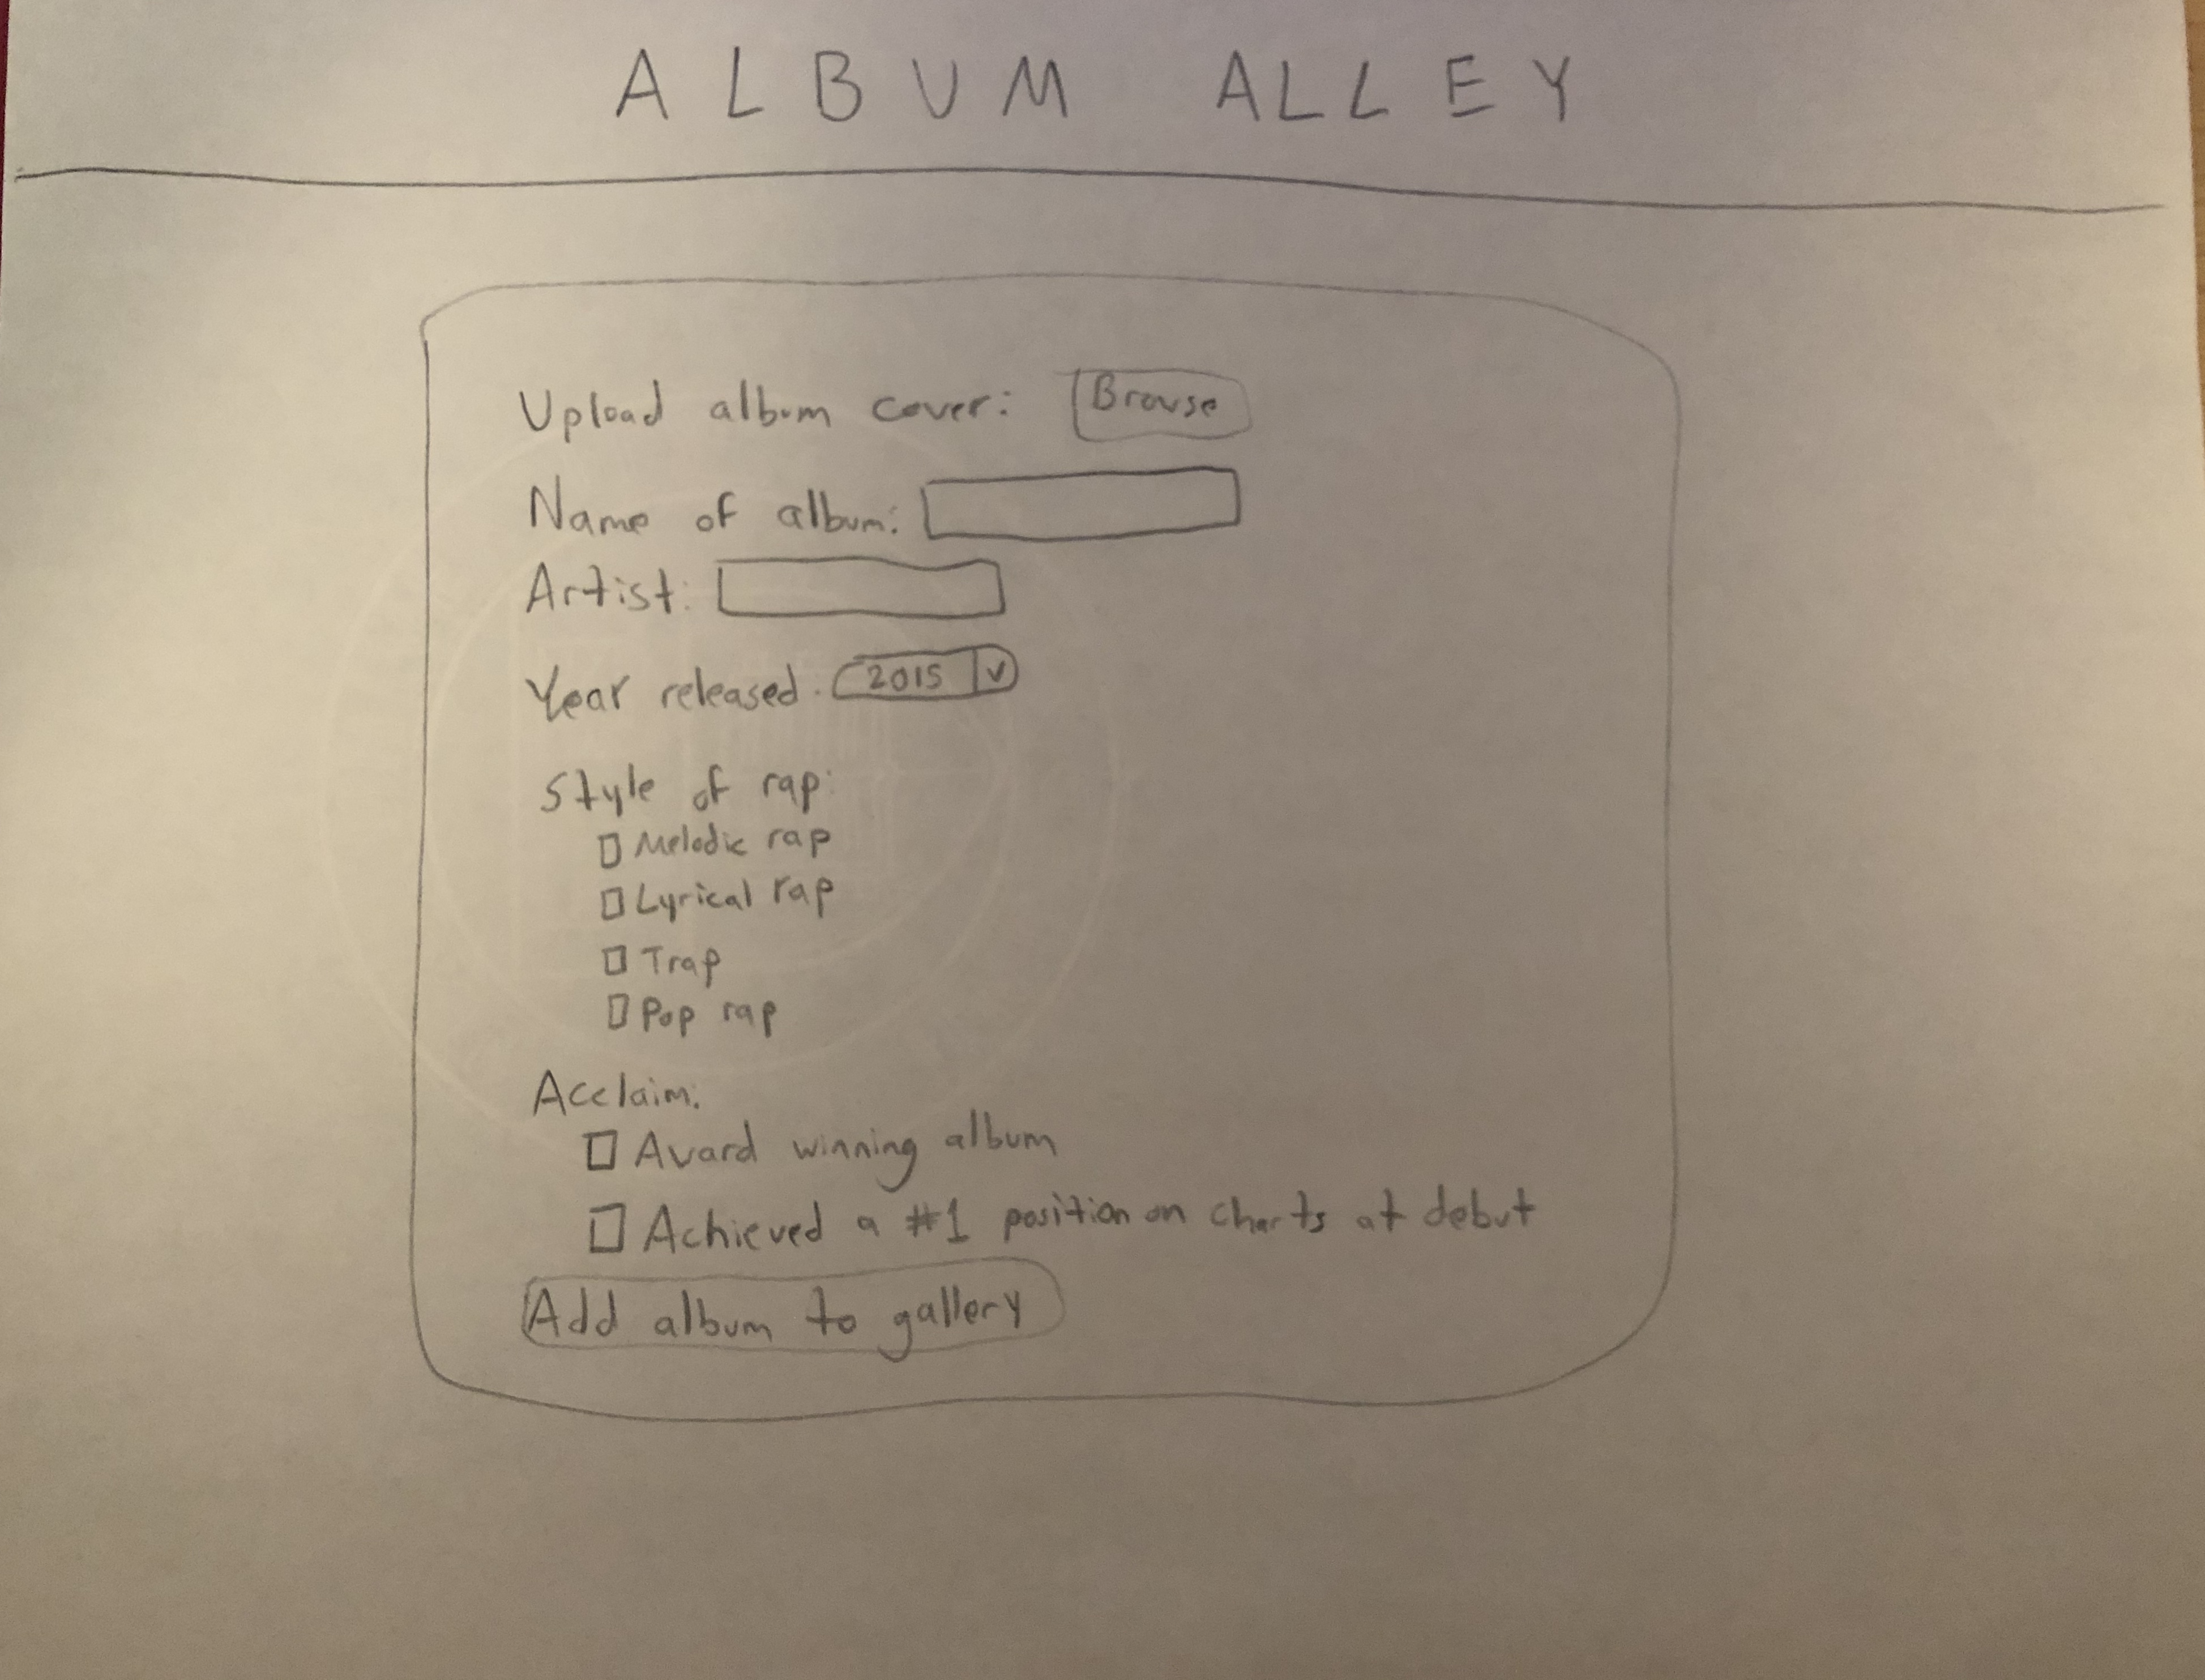 ALBUM ALLEY
Upload album cover: Browse
Name of album:
Artist:
Year released: 2015 v
Style of rap:
Melodic rap
Lyrical rap
Trap
Pop rap
Acclaim:
Award winning album
Achieved a #1 position on charts at debut
Add album to gallery